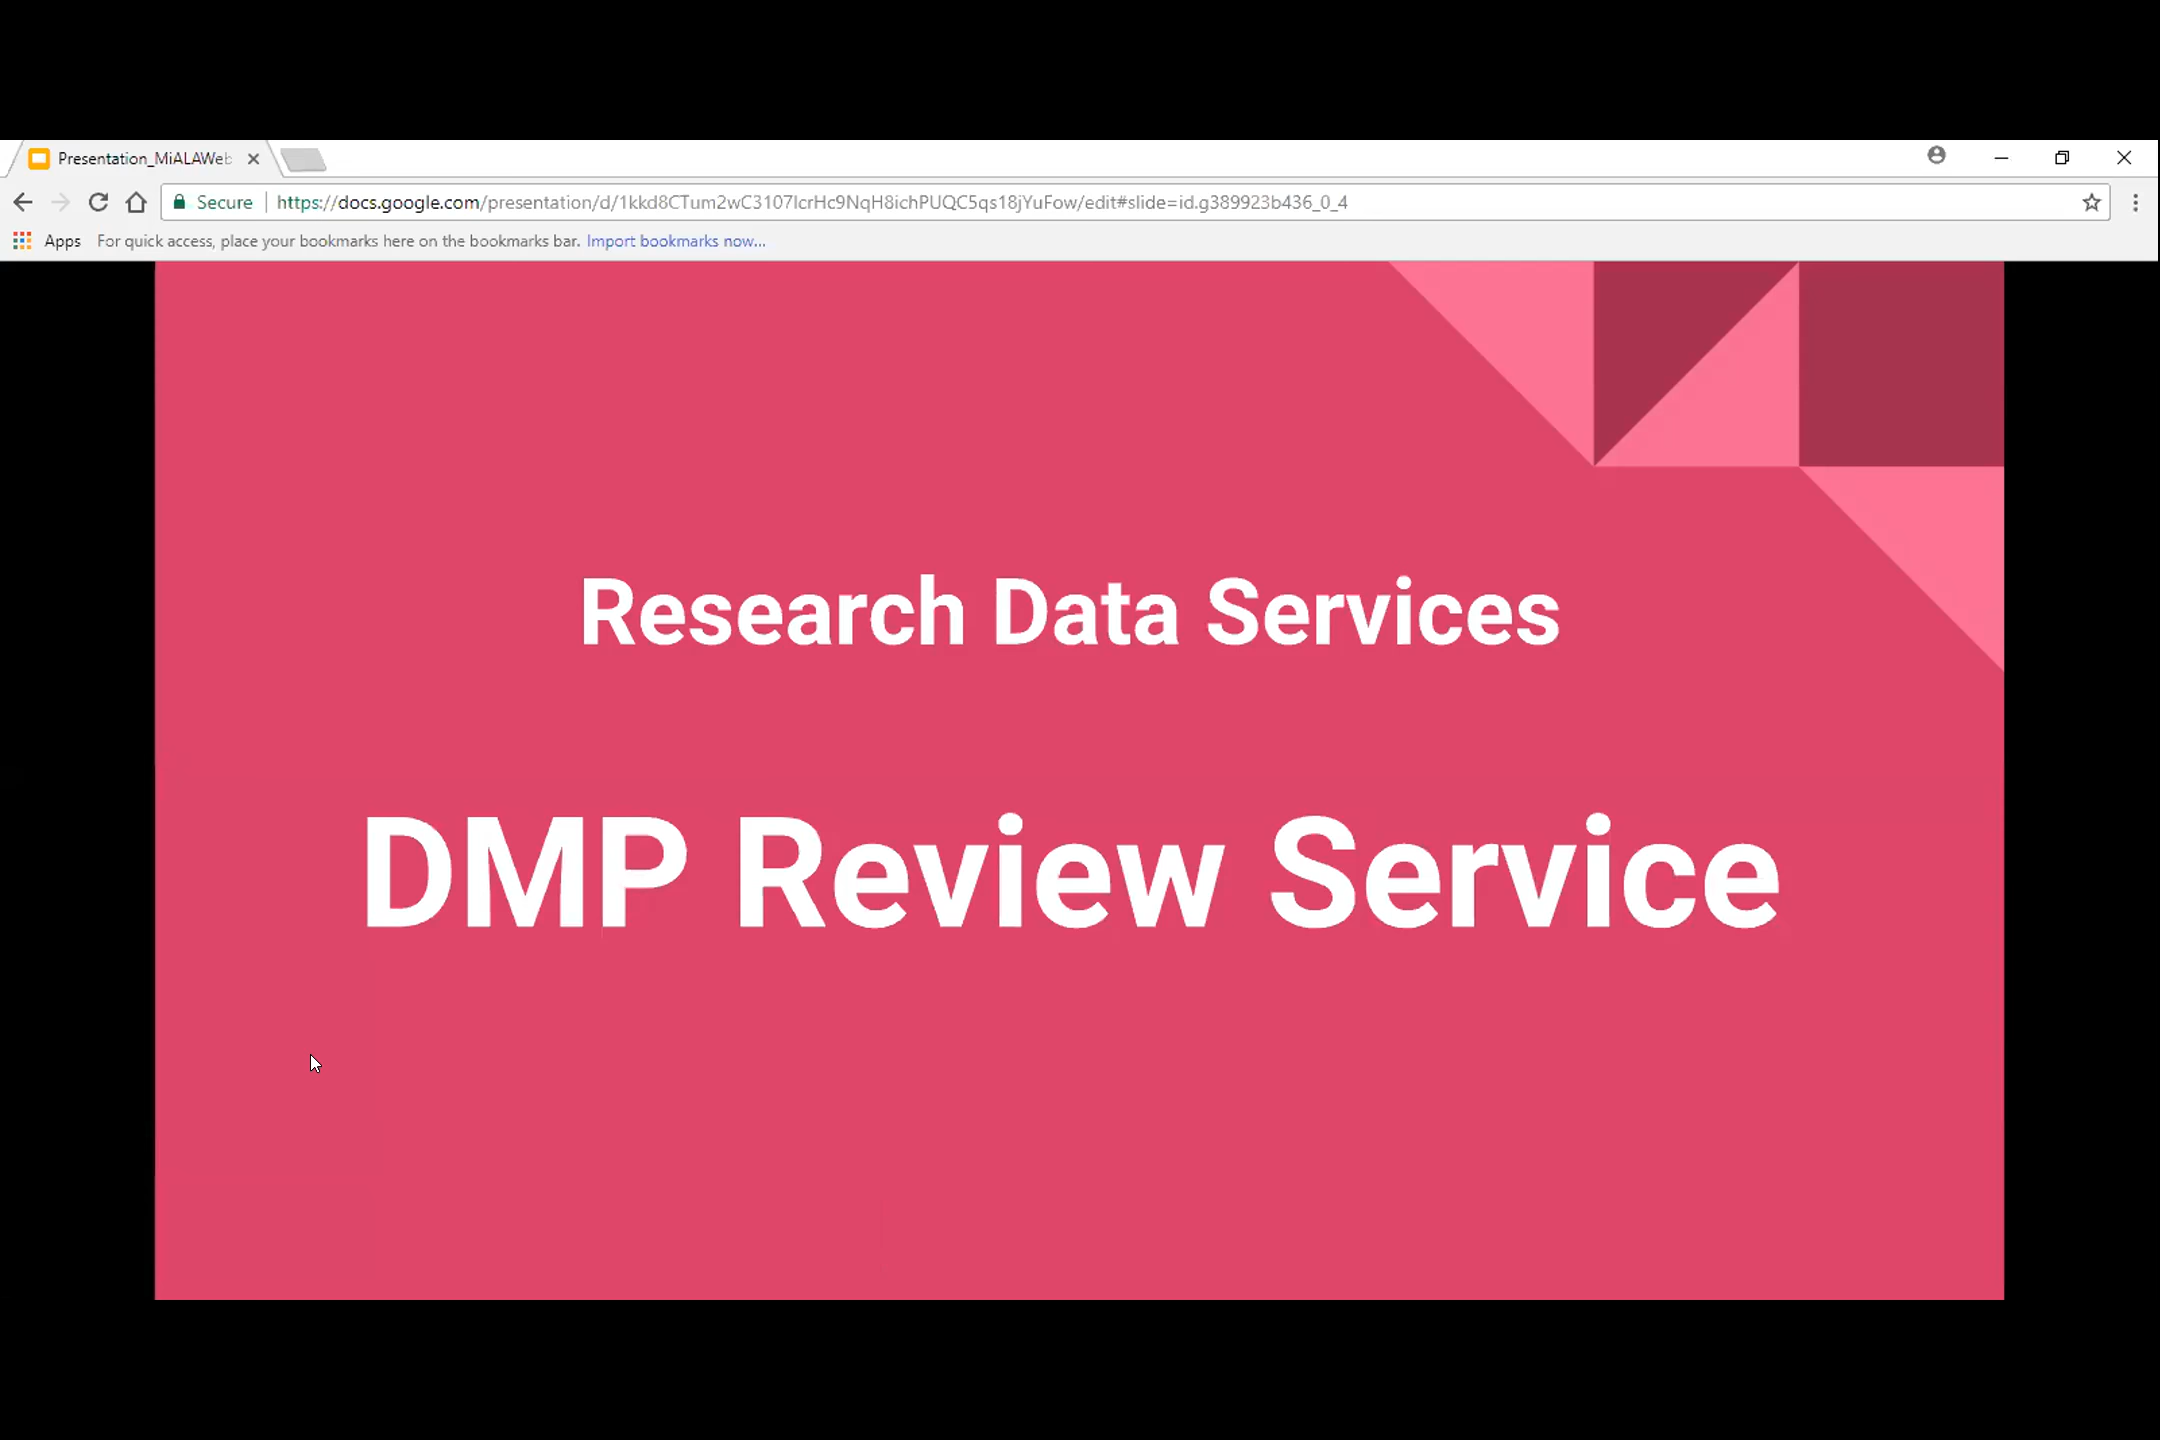 Presentation_MiALAWeb
Secure | https://docs.google.com/presentation/d/1kkd8CTum2wC3107lcrHc9NqH8ichPUQC5qs18jYuFow/edit#slide=id.g389923b436_0_4
Apps For quick access, place your bookmarks here on the bookmarks bar. Import bookmarks now...
Research Data Services
DMP Review Service